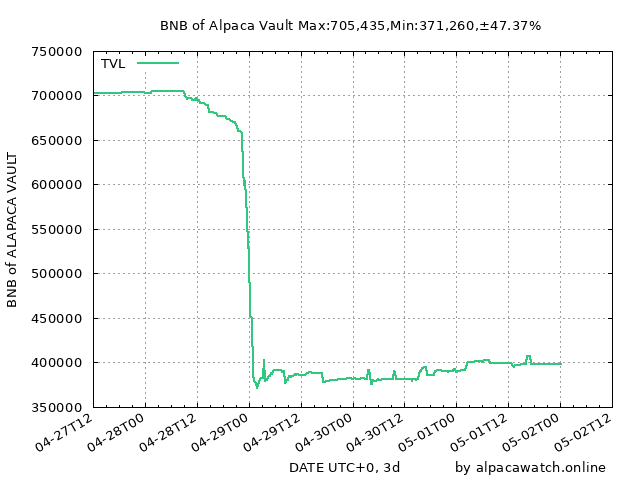 BNB of Alpaca Vault Max:705,435,Min:371,260,±47.37%
TVL
BNB of ALAPACA VAULT
750000
700000
650000
600000
550000
500000
450000
400000
350000
04-27T12
04-28T00
04-28T12
04-29T00
04-29T12
04-30T00
04-30T12
05-01T00
05-01T12
05-02T00
05-02T12
DATE UTC+0, 3d
by alpacawatch.online